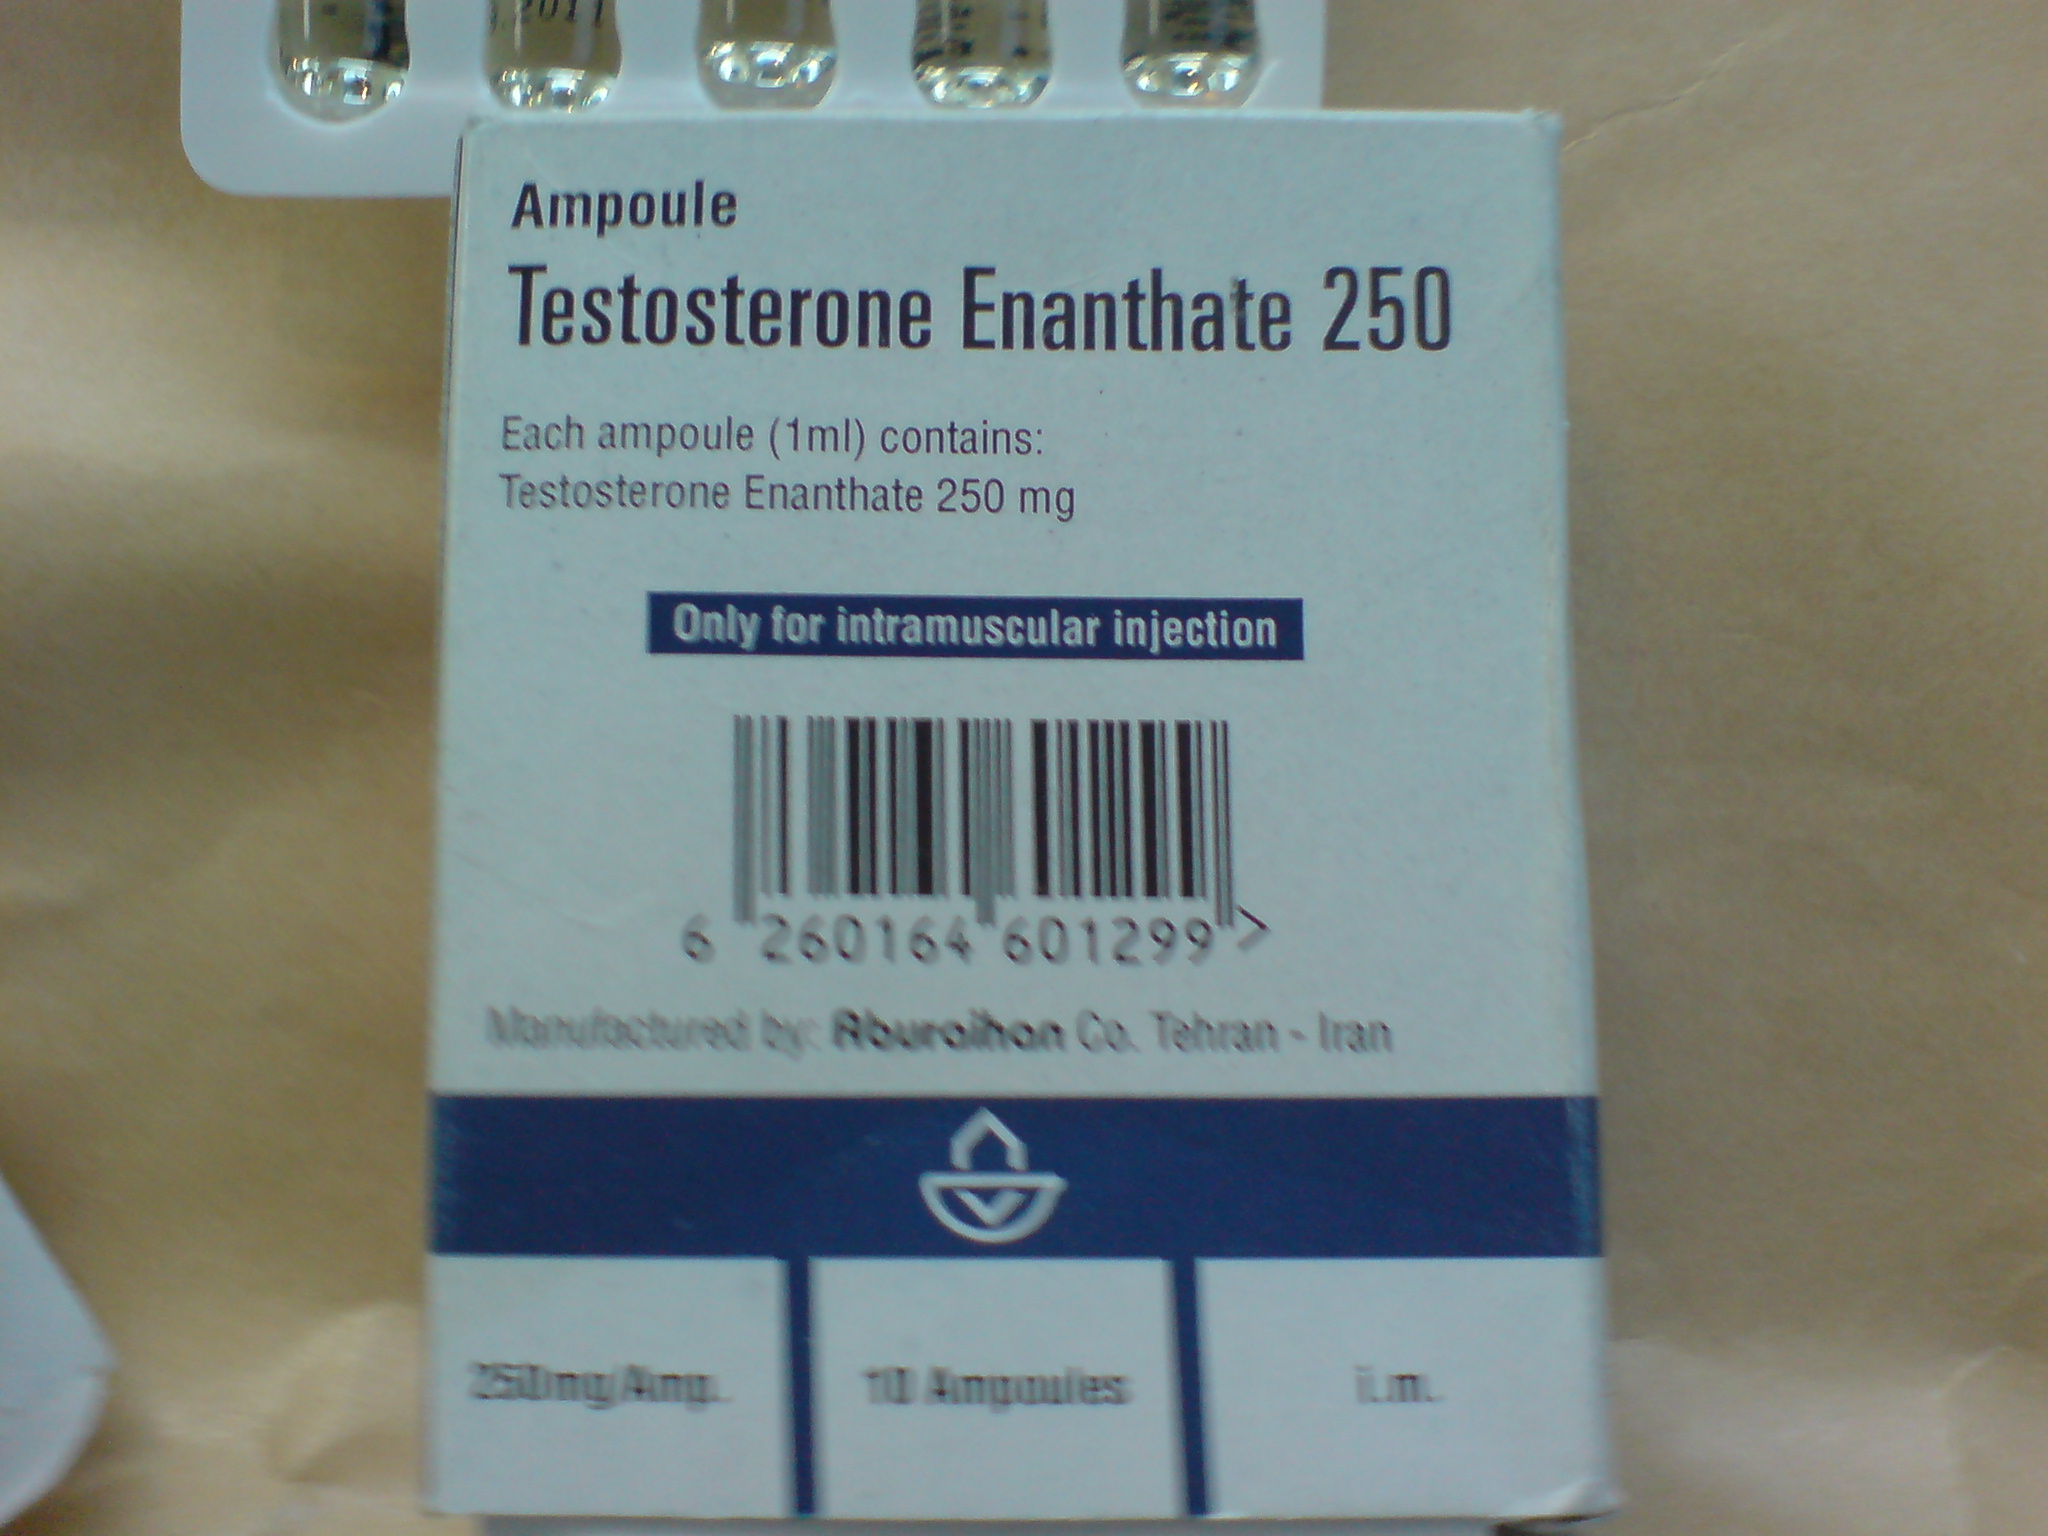 2011
Ampoule
Testosterone Enanthate 250
Each ampoule (1ml) contains:
Testosterone Enanthate 250 mg
Only for intramuscular injection
6 260164 601299 >
Manufactured by: Aburaihan Co. Tehran - Iran
250mg/Amp. 10 Ampoules i.m.